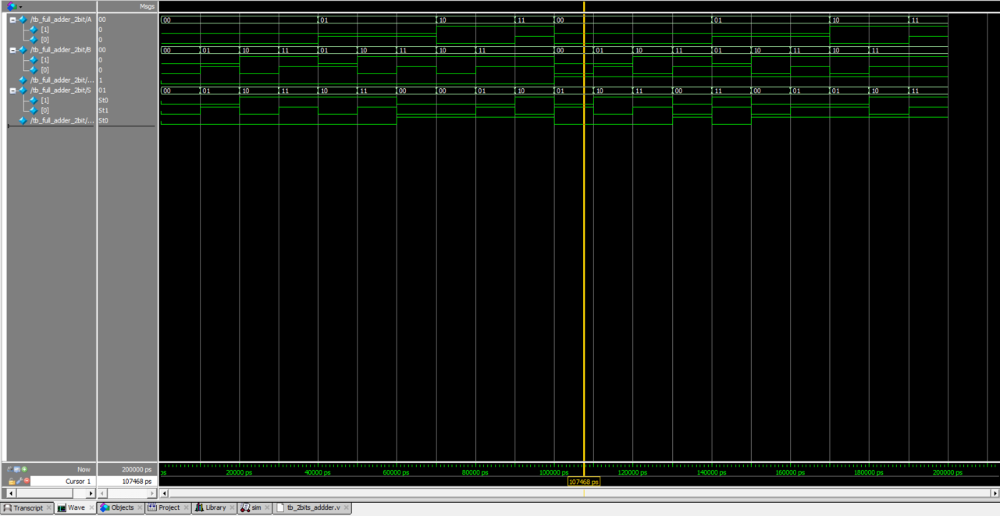 Msgs
/tb_full_adder_2bit/A 00 00 01 10 11 00 01 10 11
[1] 0
[0] 0
/tb_full_adder_2bit/B 00 00 01 10 11 01 10 11 10 11 00 01 10 11 01 10 11 10 11
[1] 0
[0] 0
/tb_full_adder_2bit/... 1
/tb_full_adder_2bit/S 01 00 01 10 11 10 11 00 00 01 10 01 10 11 00 11 00 01 01 10 11
[1] St0
[0] St1
/tb_full_adder_2bit/... St0
Now 200000 ps ps 20000 ps 40000 ps 60000 ps 80000 ps 100000 ps 120000 ps 140000 ps 160000 ps 180000 ps 200000 ps
Cursor 1 107468 ps 107468 ps
Transcript Wave Objects Project Library sim tb_2bits_addder.v